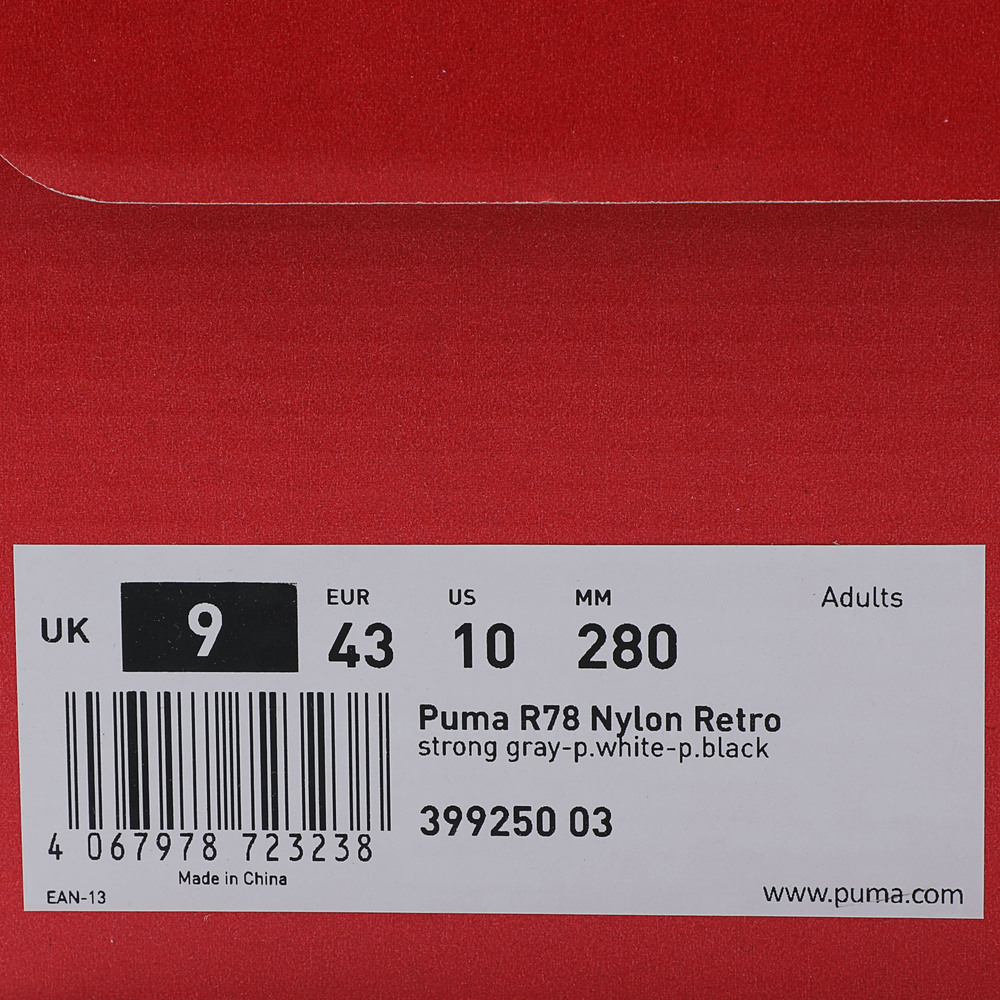 UK 9
EUR US MM
43 10 280
Adults
Puma R78 Nylon Retro
strong gray-p.white-p.black
399250 03
4 067978 723238
Made in China
EAN-13
www.puma.com